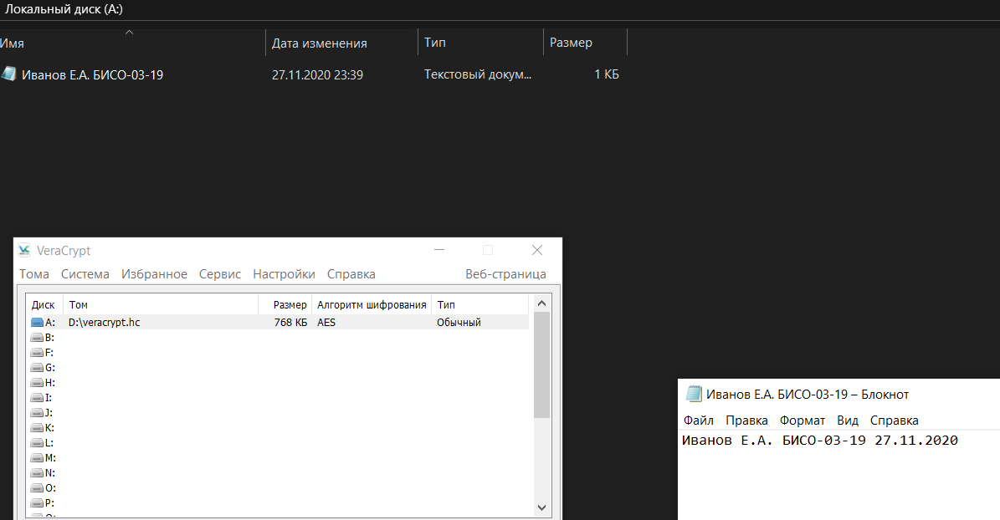 Локальный диск (A:)
Имя Дата изменения Тип Размер
Иванов Е.А. БИСО-03-19 27.11.2020 23:39 Текстовый докум... 1 КБ
VeraCrypt
Тома Система Избранное Сервис Настройки Справка Веб-страница
Диск Том Размер Алгоритм шифрования Тип
A: D:\veracrypt.hc 768 КБ AES Обычный
B:
F:
G:
H:
I:
J:
K:
L:
M:
N:
O:
P:
Иванов Е.А. БИСО-03-19 – Блокнот
Файл Правка Формат Вид Справка
Иванов Е.А. БИСО-03-19 27.11.2020